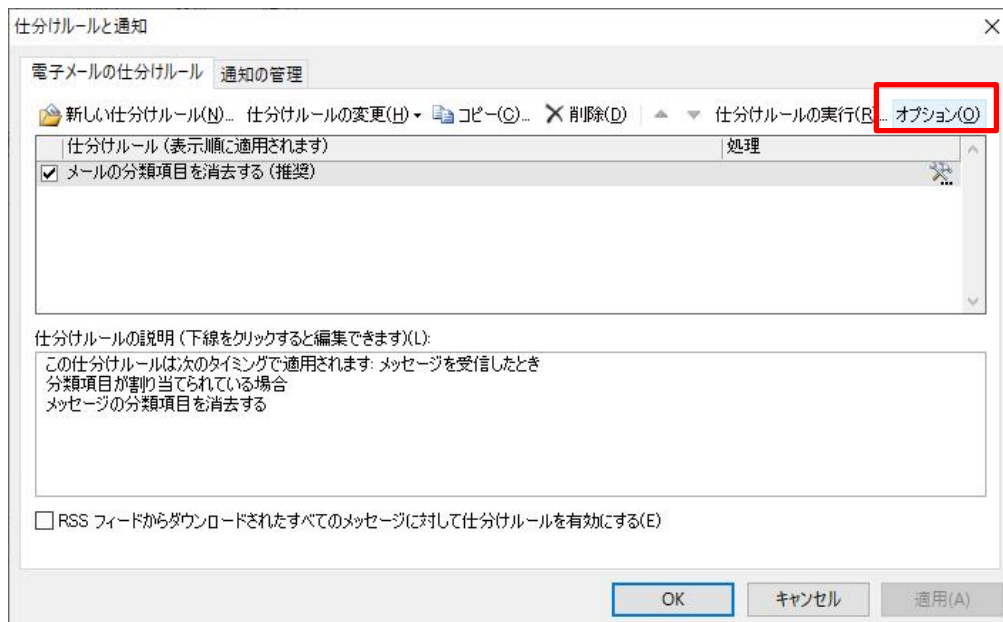 仕分けルールと通知
電子メールの仕分けルール 通知の管理
新しい仕分けルール(N)... 仕分けルールの変更(H) コピー(C)... 削除(D) 仕分けルールの実行(R)... オプション(O)
仕分けルール (表示順に適用されます) 処理
メールの分類項目を消去する (推奨)
仕分けルールの説明 (下線をクリックすると編集できます)(L):
この仕分けルールは次のタイミングで適用されます: メッセージを受信したとき
分類項目が割り当てられている場合
メッセージの分類項目を消去する
RSS フィードからダウンロードされたすべてのメッセージに対して仕分けルールを有効にする(E)
OK キャンセル 適用(A)